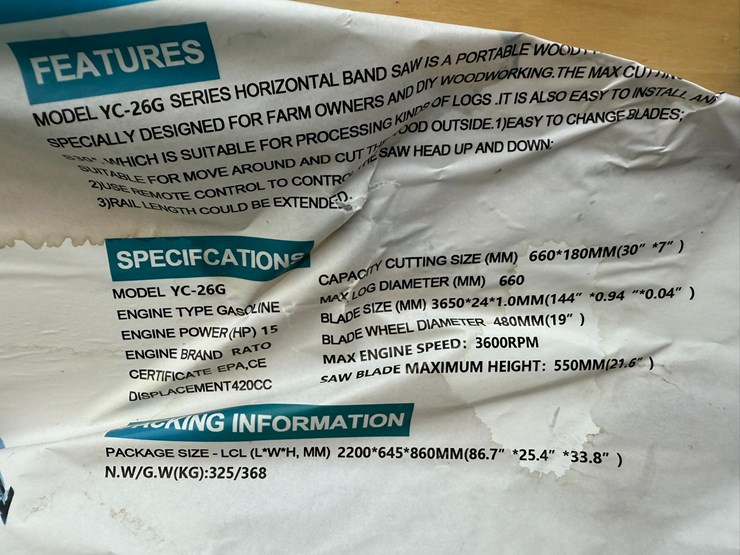 FEATURES
MODEL YC-26G SERIES HORIZONTAL BAND SAW IS A PORTABLE
SPECIALLY DESIGNED FOR FARM OWNERS AND DIY WOODWORKING.THE MAX
WHICH IS SUITABLE FOR PROCESSING KINDS OF LOGS .IT IS ALSO EASY TO INSTALL AND
SUITABLE FOR MOVE AROUND AND CUT OUTSIDE.1)EASY TO CHANGE BLADES;
2)USE REMOTE CONTROL TO CONTROL SAW HEAD UP AND DOWN;
3)RAIL LENGTH COULD BE EXTENDED.
SPECIFCATIONS
MODEL YC-26G
ENGINE TYPE GASOLINE
ENGINE POWER(HP) 15
ENGINE BRAND RATO
CERTIFICATE EPA,CE
DISPLACEMENT420CC
CAPACITY CUTTING SIZE (MM) 660*180MM(30" *7" )
MAX LOG DIAMETER (MM) 660
BLADE SIZE (MM) 3650*24*1.0MM(144" *0.94 "*0.04" )
BLADE WHEEL DIAMETER 480MM(19" )
MAX ENGINE SPEED: 3600RPM
SAW BLADE MAXIMUM HEIGHT: 550MM(21.6" )
PACKING INFORMATION
PACKAGE SIZE - LCL (L*W*H, MM) 2200*645*860MM(86.7" *25.4" *33.8" )
N.W/G.W(KG):325/368